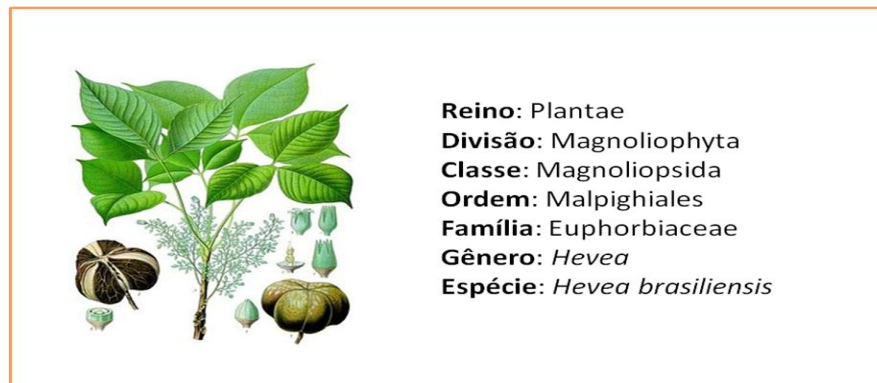 Reino: Plantae
Divisão: Magnoliophyta
Classe: Magnoliopsida
Ordem: Malpighiales
Família: Euphorbiaceae
Gênero: Hevea
Espécie: Hevea brasiliensis